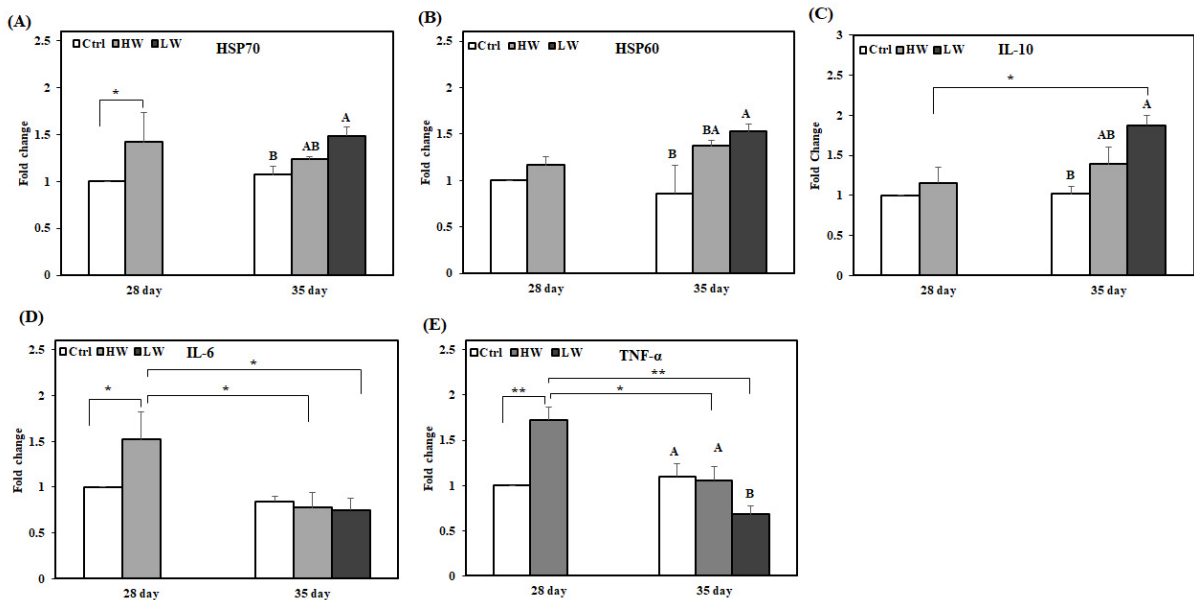 (A)
HSP70
Ctrl HW LW
Fold change
2.5
2
1.5
1
0.5
0
*
B
AB
A
28 day
35 day
(B)
HSP60
Ctrl HW LW
Fold change
2.5
2
1.5
1
0.5
0
B
BA
A
28 day
35 day
(C)
IL-10
Ctrl HW LW
Fold Change
3
2.5
2
1.5
1
0.5
0
*
B
AB
A
28 day
35 day
(D)
IL-6
Ctrl HW LW
Fold change
2.5
2
1.5
1
0.5
0
*
*
*
28 day
35 day
(E)
TNF-α
Ctrl HW LW
Fold change
2.5
2
1.5
1
0.5
0
**
**
*
A
A
B
28 day
35 day